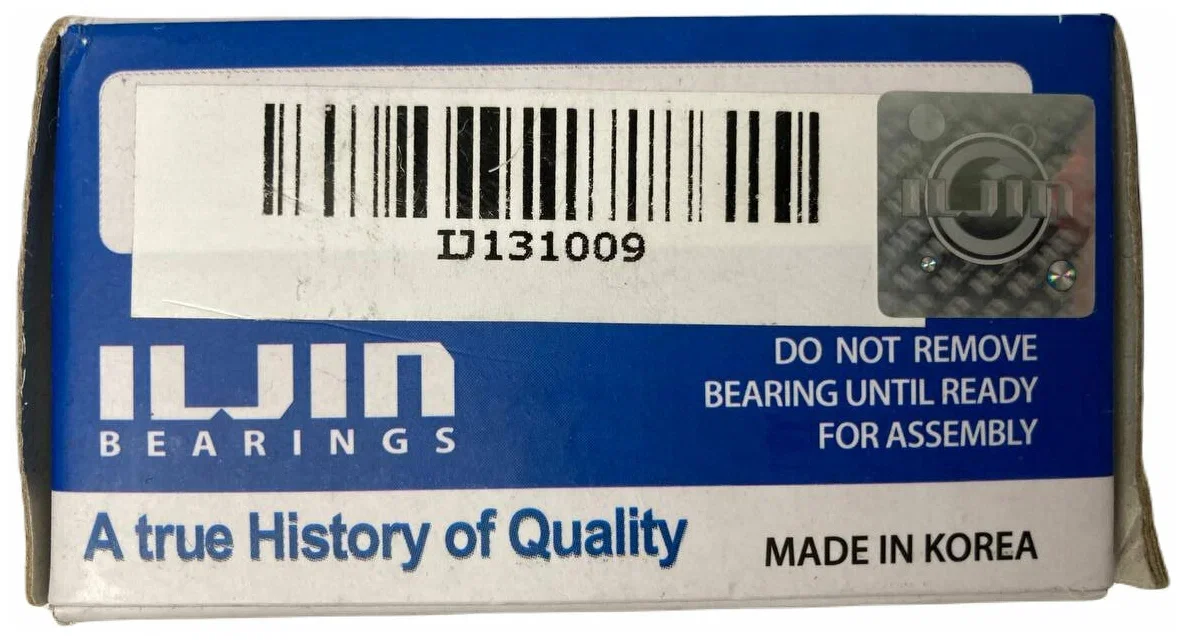 IJ131009
ILJIN
ILJIN
BEARINGS
DO NOT REMOVE
BEARING UNTIL READY
FOR ASSEMBLY
A true History of Quality
MADE IN KOREA